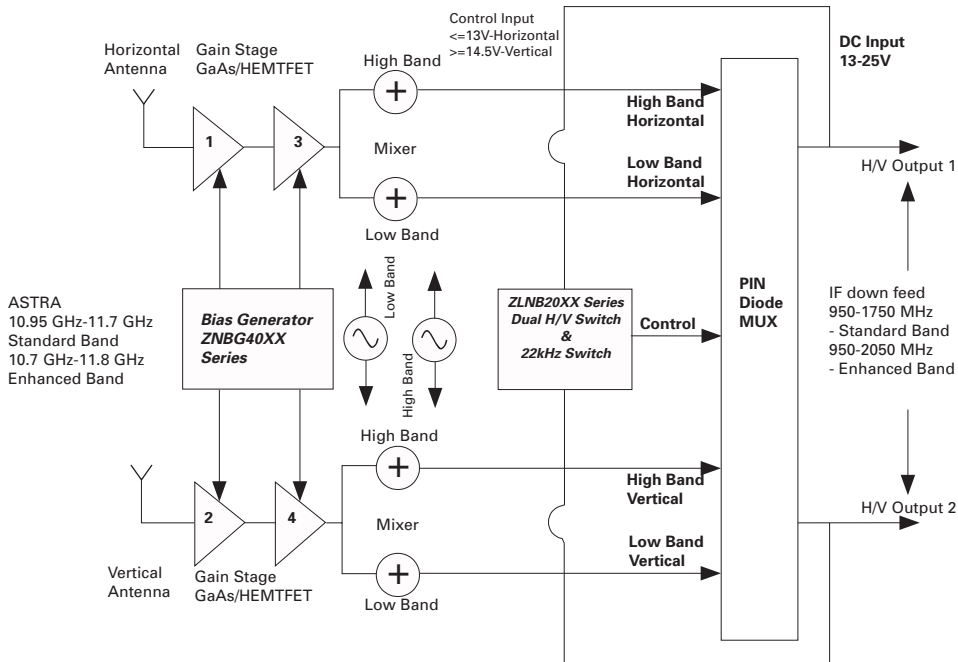 Control Input
<=13V-Horizontal
>=14.5V-Vertical
DC Input
13-25V
Horizontal
Antenna
Gain Stage
GaAs/HEMTFET
High Band
High Band
Horizontal
1
3
Mixer
Low Band
Horizontal
H/V Output 1
Low Band
ASTRA
10.95 GHz-11.7 GHz
Standard Band
10.7 GHz-11.8 GHz
Enhanced Band
Bias Generator
ZNBG40XX
Series
Low Band
High Band
ZLNB20XX Series
Dual H/V Switch
&
22kHz Switch
Control
PIN
Diode
MUX
IF down feed
950-1750 MHz
- Standard Band
950-2050 MHz
- Enhanced Band
High Band
High Band
Vertical
2
4
Mixer
H/V Output 2
Low Band
Vertical
Vertical
Antenna
Gain Stage
GaAs/HEMTFET
Low Band